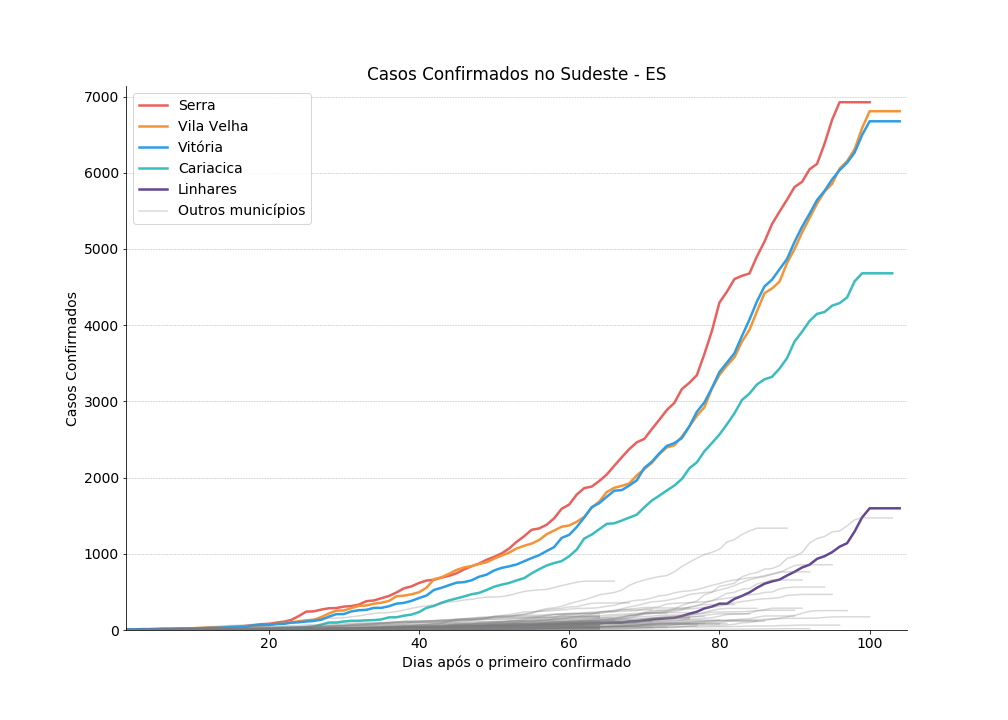 Casos Confirmados no Sudeste - ES
Serra
Vila Velha
Vitória
Cariacica
Linhares
Outros municípios
Casos Confirmados
7000
6000
5000
4000
3000
2000
1000
0
20
40
60
80
100
Dias após o primeiro confirmado